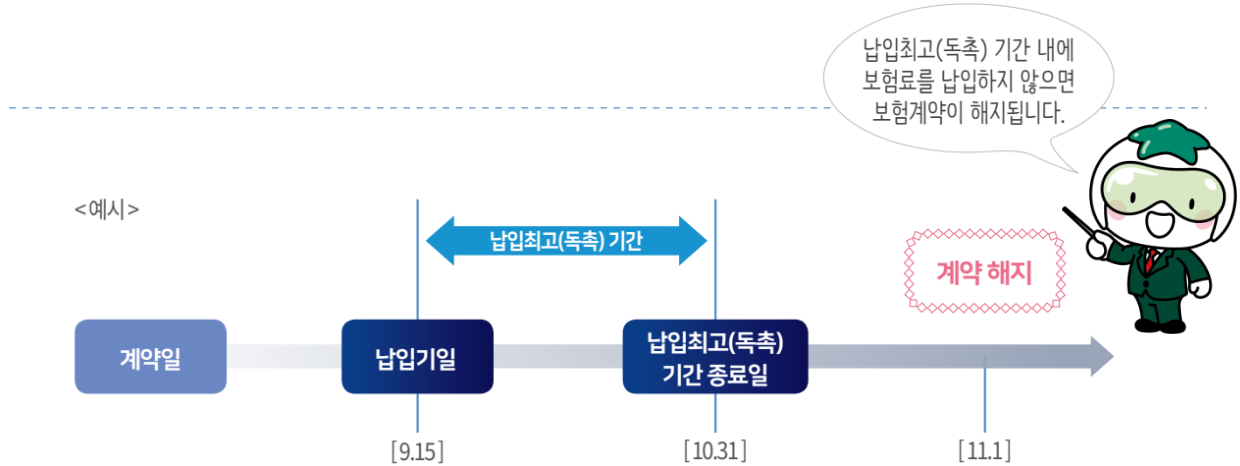 납입최고(독촉) 기간 내에
보험료를 납입하지 않으면
보험계약이 해지됩니다.
<예시>
납입최고(독촉) 기간
계약 해지
계약일
납입기일
납입최고(독촉)
기간 종료일
[9.15]
[10.31]
[11.1]